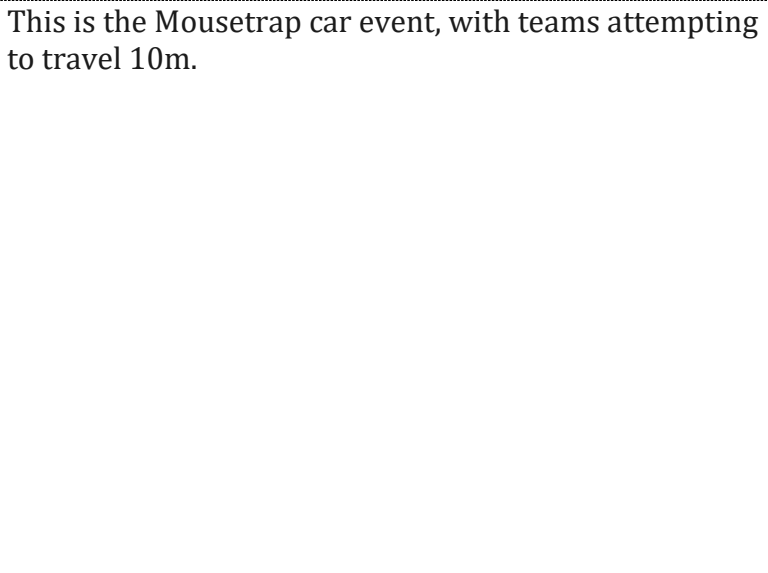 This is the Mousetrap car event, with teams attempting
to travel 10m.